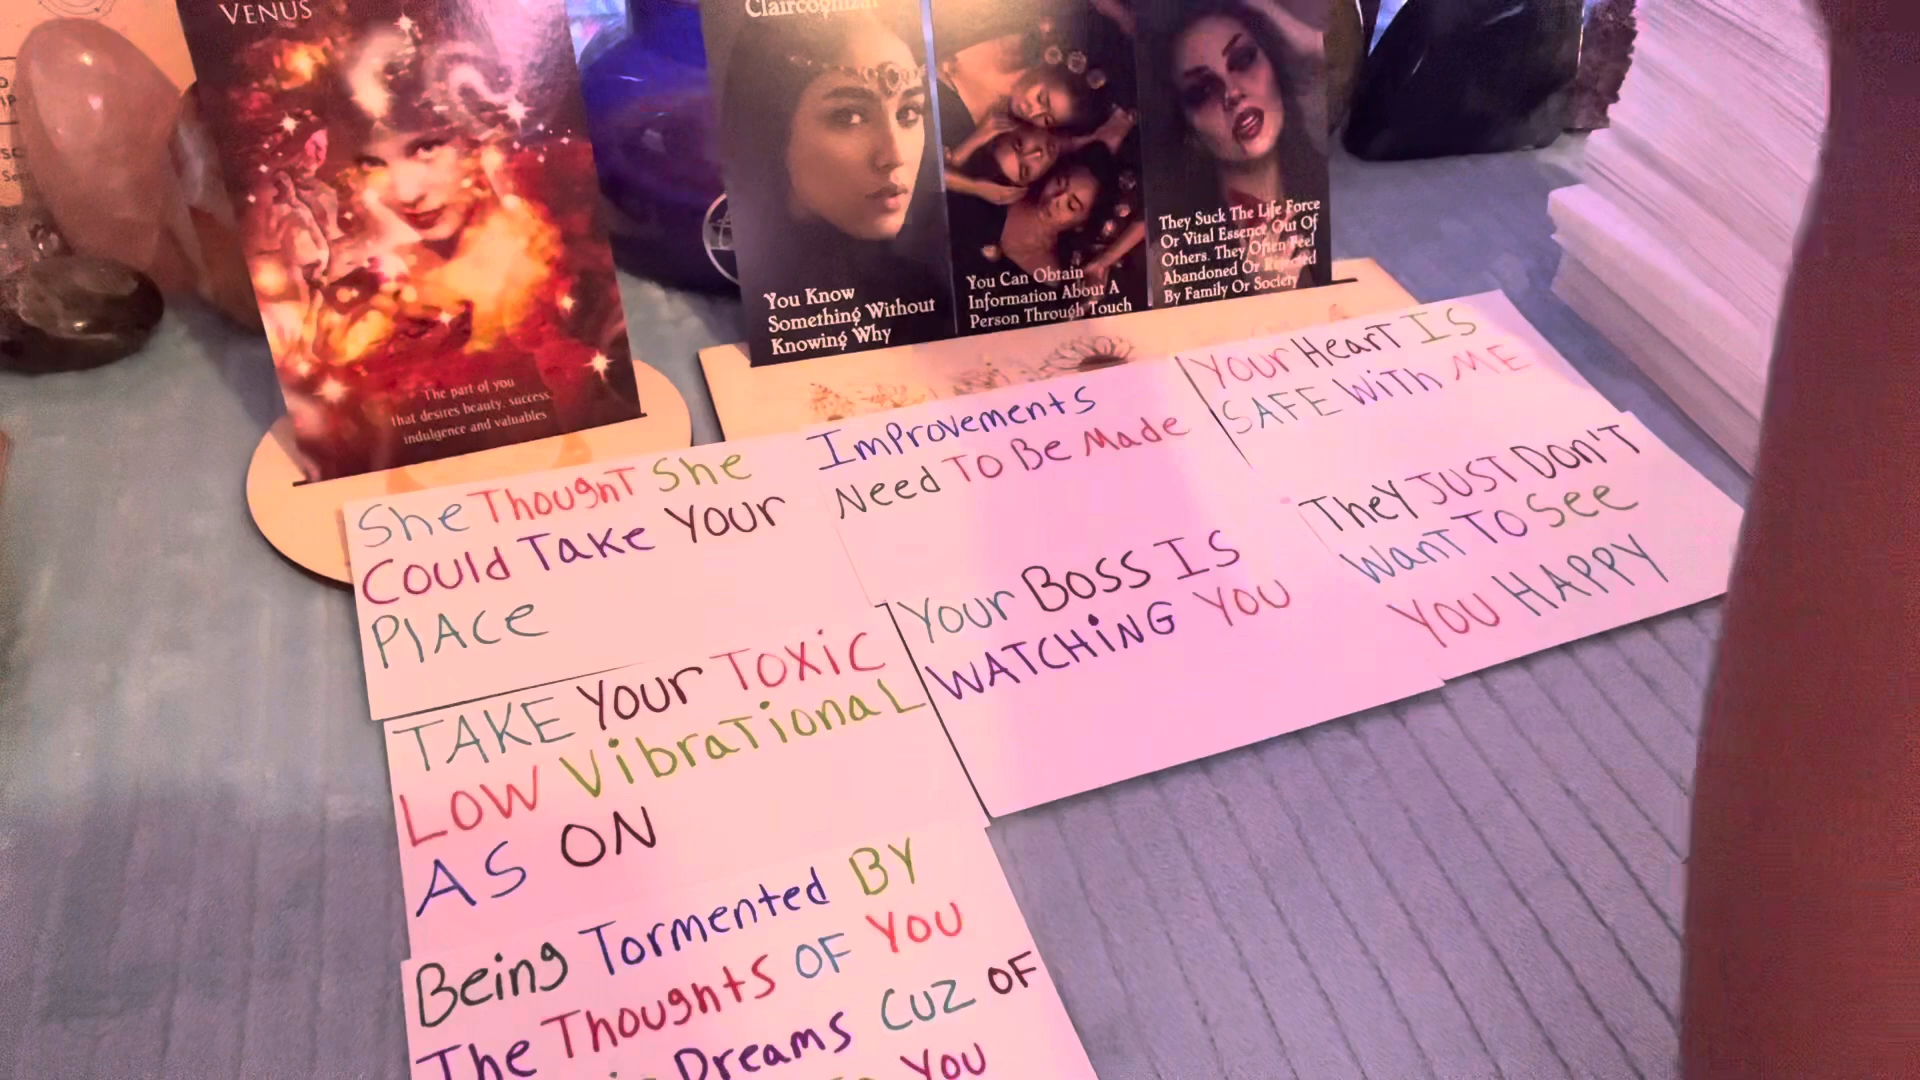 VENUS
The part of you
that desires beauty, success,
indulgence and valuables
You Know
Something Without
Knowing Why
You Can Obtain
Information About A
Person Through Touch
They Suck The Life Force
Or Vital Essence Out Of
Others. They Often Feel
Abandoned Or
By Family Or Society
She Thought She
Could Take Your
Place
Improvements
Need To Be Made
Your Heart Is
SAFE WITH ME
TAKE Your Toxic
Low Vibrational
AS ON
Your Boss Is
WATCHING You
They JUST Don't
Want To See
You HAPPY
Being Tormented By
The Thoughts OF You
Dreams Cuz OF
You